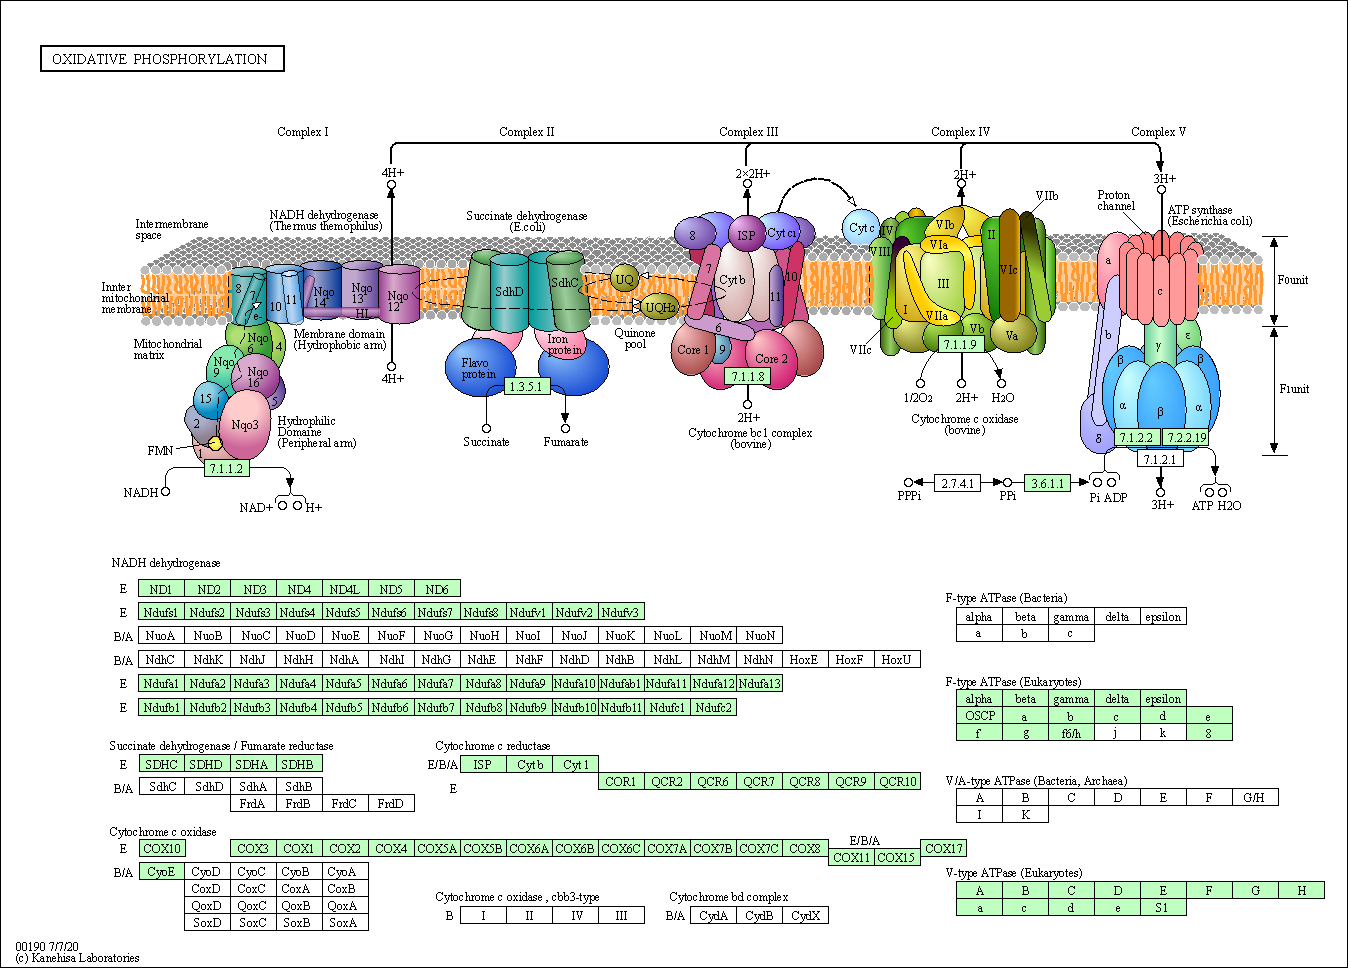 OXIDATIVE PHOSPHORYLATION
Complex I
Complex II
Complex III
Complex IV
Complex V
4H+
2×2H+
2H+
3H+
Intermembrane
space
NADH dehydrogenase
(Thermus themophilus)
Succinate dehydrogenase
(E.coli)
VIIb
Proton
channel
ATP synthase
(Escherichia coli)
8
ISP
Cyt c1
Cyt c
IV
VIb
II
VIII
VIa
Innter
mitochondrial
membrane
8
e-
10
11
Nqo
14
Nqo
13
Nqo
12
HL
SdhD
SdhC
UQ
UQH2
7
Cyt b
10
11
III
VIc
I
VIIa
a
c
F0unit
Mitochondrial
matrix
Nqo
6
4
Membrane domain
(Hydrophobic arm)
Quinone
pool
6
VIIc
Vb
Va
b
γ
ε
Nqo
9
Nqo
16
5
4H+
Flavo
protein
Iron
protein
Core 1
9
Core 2
7.1.1.9
β
β
15
1.3.5.1
7.1.1.8
1/2O2
2H+
H2O
α
β
α
F1unit
2
Nqo3
Hydrophilic
Domaine
(Peripheral arm)
2H+
Cytochrome c oxidase
(bovine)
FMN
1
Succinate
Fumarate
Cytochrome bc1 complex
(bovine)
δ
7.1.2.2
7.2.2.19
7.1.1.2
7.1.2.1
NADH
NAD+
H+
PPPi
2.7.4.1
PPi
3.6.1.1
Pi ADP
3H+
ATP H2O
NADH dehydrogenase
E ND1 ND2 ND3 ND4 ND4L ND5 ND6
E Ndufs1 Ndufs2 Ndufs3 Ndufs4 Ndufs5 Ndufs6 Ndufs7 Ndufs8 Ndufv1 Ndufv2 Ndufv3
B/A NuoA NuoB NuoC NuoD NuoE NuoF NuoG NuoH NuoI NuoJ NuoK NuoL NuoM NuoN
B/A NdhC NdhK NdhJ NdhH NdhA NdhI NdhG NdhE NdhF NdhD NdhB NdhL NdhM NdhN HoxE HoxF HoxU
E Ndufa1 Ndufa2 Ndufa3 Ndufa4 Ndufa5 Ndufa6 Ndufa7 Ndufa8 Ndufa9 Ndufa10 Ndufab1 Ndufa11 Ndufa12 Ndufa13
E Ndufb1 Ndufb2 Ndufb3 Ndufb4 Ndufb5 Ndufb6 Ndufb7 Ndufb8 Ndufb9 Ndufb10 Ndufb11 Ndufc1 Ndufc2
Succinate dehydrogenase / Fumarate reductase
E SDHC SDHD SDHA SDHB
B/A SdhC SdhD SdhA SdhB
FrdA FrdB FrdC FrdD
Cytochrome c reductase
E/B/A ISP Cyt b Cyt 1
E COR1 QCR2 QCR6 QCR7 QCR8 QCR9 QCR10
Cytochrome c oxidase
E/B/A
E COX10 COX3 COX1 COX2 COX4 COX5A COX5B COX6A COX6B COX6C COX7A COX7B COX7C COX8 COX17
COX11 COX15
B/A CyoE CyoD CyoC CyoB CyoA
CoxD CoxC CoxA CoxB
QoxD QoxC QoxB QoxA
SoxD SoxC SoxB SoxA
Cytochrome c oxidase , cbb3-type
B I II IV III
Cytochrome bd complex
B/A CydA CydB CydX
F-type ATPase (Bacteria)
alpha beta gamma delta epsilon
a b c
F-type ATPase (Eukaryotes)
alpha beta gamma delta epsilon
OSCP a b c d e
f g f6/h j k 8
V/A-type ATPase (Bacteria, Archaea)
A B C D E F G/H
I K
V-type ATPase (Eukaryotes)
A B C D E F G H
a c d e S1
00190 7/7/20
(c) Kanehisa Laboratories